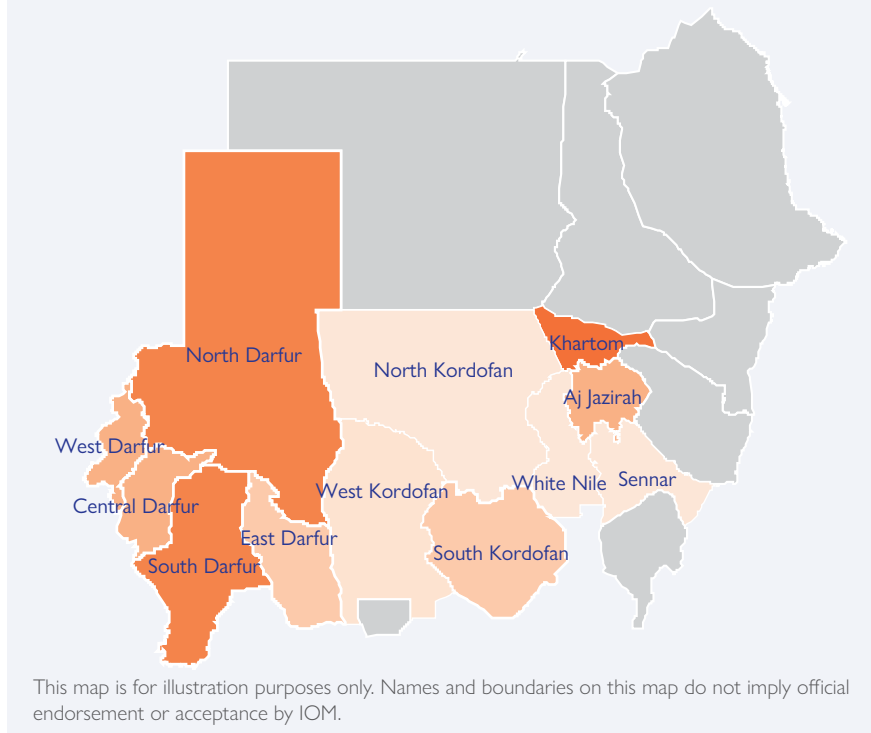 Khartom
North Darfur
North Kordofan
Aj Jazirah
West Darfur
White Nile
Sennar
West Kordofan
Central Darfur
East Darfur
South Kordofan
South Darfur
This map is for illustration purposes only. Names and boundaries on this map do not imply official
endorsement or acceptance by IOM.